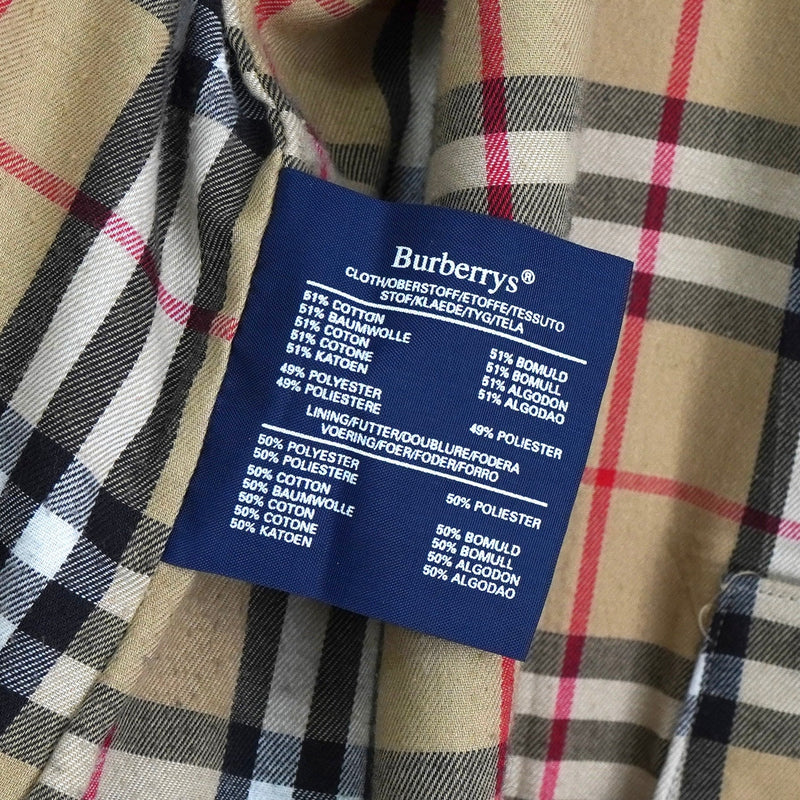 Burberrys®
CLOTH/OBERSTOFF/ETOFFE/TESSUTO
STOF/KLAEDE/TYG/TELA
51% COTTON
51% BAUMWOLLE
51% COTON
51% COTONE
51% KATOEN
51% BOMULD
51% BOMULL
51% ALGODON
51% ALGODAO
49% POLYESTER
49% POLIESTERE
49% POLIESTER
LINING/FUTTER/DOUBLURE/FODERA
VOERING/FOER/FODER/FORRO
50% POLYESTER
50% POLIESTERE
50% POLIESTER
50% COTTON
50% BAUMWOLLE
50% COTON
50% COTONE
50% KATOEN
50% BOMULD
50% BOMULL
50% ALGODON
50% ALGODAO